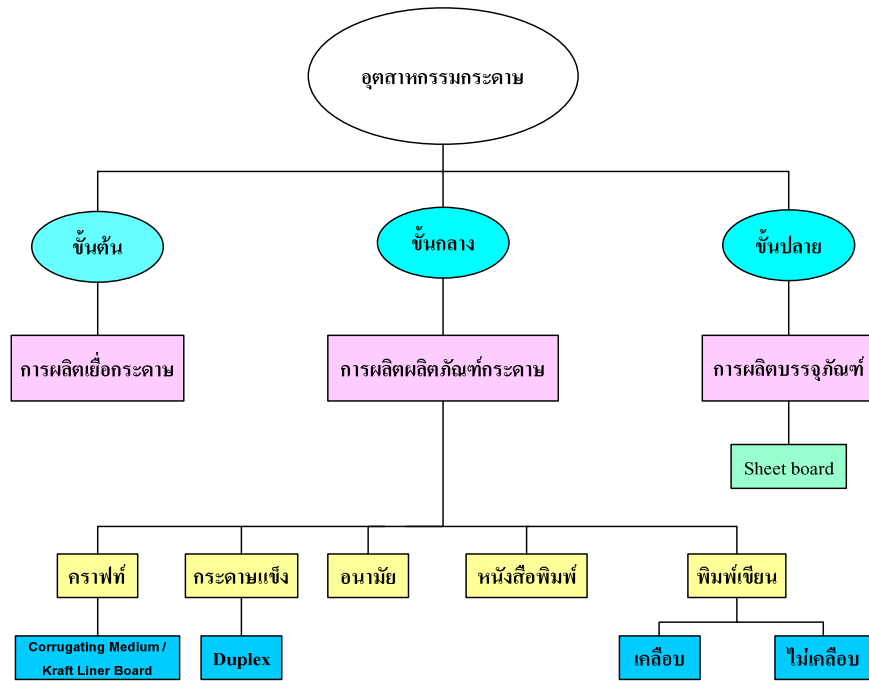 อุตสาหกรรมกระดาษ
ขั้นต้น
ขั้นกลาง
ขั้นปลาย
การผลิตเยื่อกระดาษ
การผลิตผลิตภัณฑ์กระดาษ
การผลิตบรรจุภัณฑ์
Sheet board
คราฟท์
กระดาษแข็ง
อนามัย
หนังสือพิมพ์
พิมพ์เขียน
Corrugating Medium /
Kraft Liner Board
Duplex
เคลือบ
ไม่เคลือบ